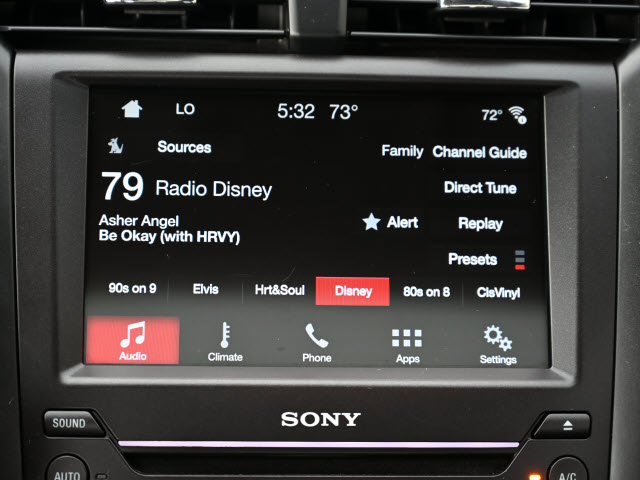 LO 5:32 73° 72°
Sources Family Channel Guide
79 Radio Disney Direct Tune
Asher Angel Alert Replay
Be Okay (with HRVY)
Presets
90s on 9 Elvis Hrt&Soul Disney 80s on 8 ClsVinyl
Audio Climate Phone Apps Settings
SONY
SOUND
AUTO A/C